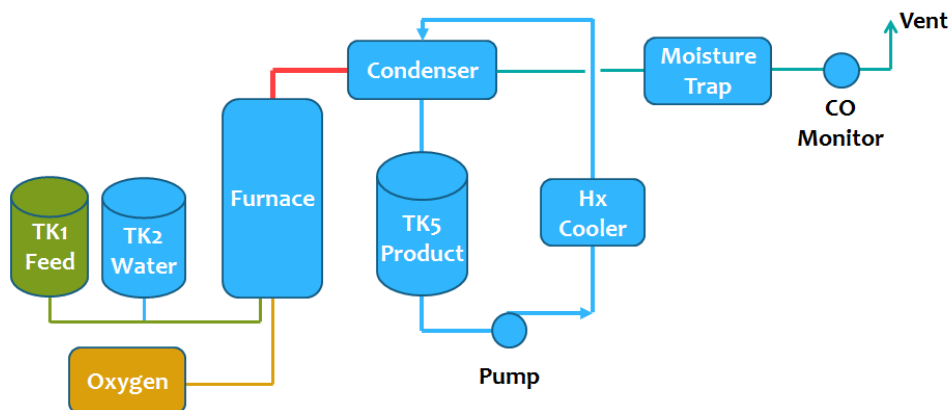 Vent
Condenser
Moisture
Trap
CO
Monitor
Furnace
TK1
Feed
TK2
Water
TK5
Product
Hx
Cooler
Oxygen
Pump